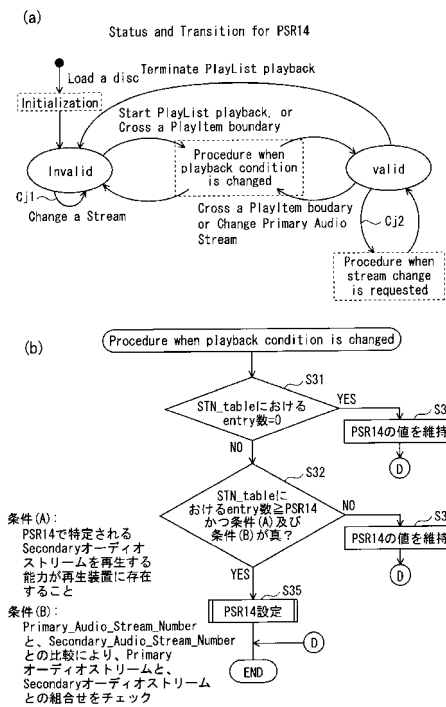 (a)
Status and Transition for PSR14
Load a disc
Terminate PlayList playback
Initialization
Start PlayList playback, or
Cross a PlayItem boundary
Invalid
Procedure when
playback condition
is changed
valid
Cj1
Change a Stream
Cross a PlayItem boudary
or Change Primary Audio
Stream
Cj2
Procedure when
stream change
is requested
(b)
Procedure when playback condition is changed
S31
STN_tableにおける
entry数=0
YES
PSR14の値を維持
D
NO
S32
STN_tableに
おけるentry数≧PSR14
かつ条件(A)及び
条件(B)が真?
NO
PSR14の値を維持
D
YES
S35
PSR14設定
D
END
条件(A):
PSR14で特定される
Secondaryオーディオ
ストリームを再生する
能力が再生装置に存在
すること
条件(B):
Primary_Audio_Stream_Number
と、Secondary_Audio_Stream_Number
との比較により、Primary
オーディオストリームと、
Secondaryオーディオストリーム
との組合せをチェック